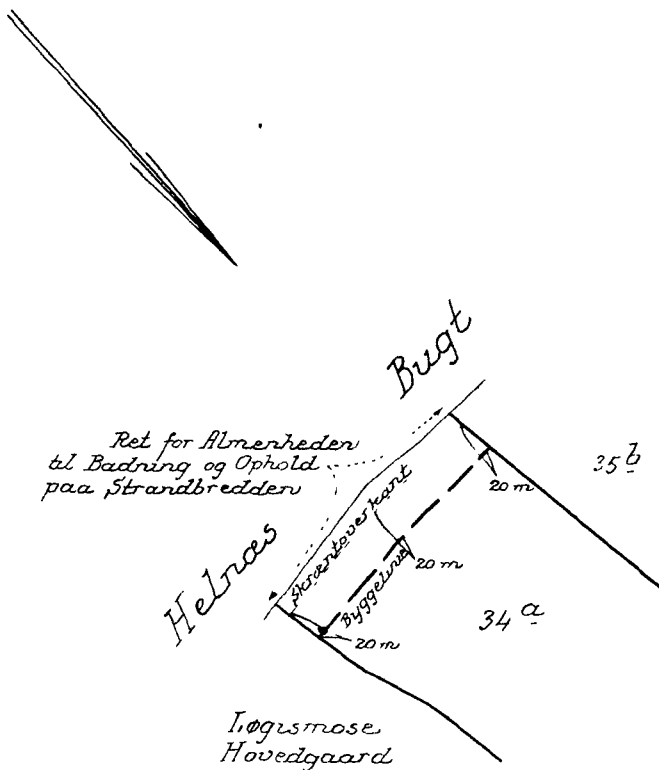 Bugt
Ret for Almenheden
til Badning og Ophold
paa Strandbredden
35 b
20 m
Skræntoverkant
Helnæs
20 m
Byggelinie
34 a
20 m
Løgismose
Hovedgaard